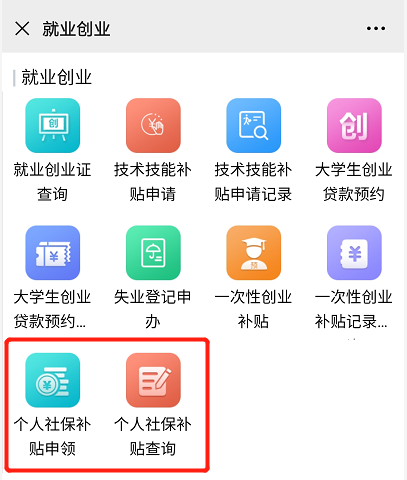 就业创业
就业创业
创
创
就业创业证
查询
技术技能补
贴申请
技术技能补
贴申请记录
大学生创业
贷款预约
预
大学生创业
贷款预约...
失业登记申
办
一次性创业
补贴
一次性创业
补贴记录...
个人社保补
贴申领
个人社保补
贴查询